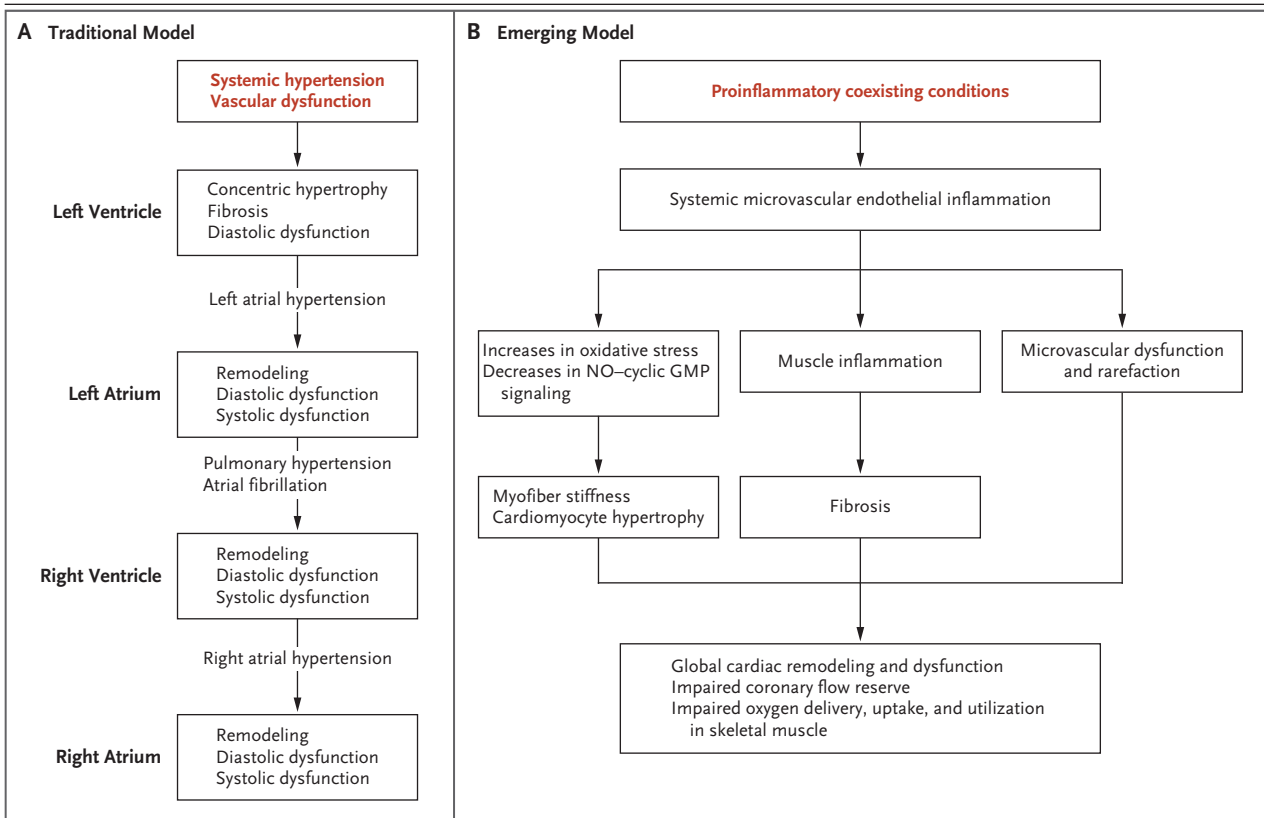 A Traditional Model
Systemic hypertension
Vascular dysfunction
Left Ventricle
Concentric hypertrophy
Fibrosis
Diastolic dysfunction
Left atrial hypertension
Left Atrium
Remodeling
Diastolic dysfunction
Systolic dysfunction
Pulmonary hypertension
Atrial fibrillation
Right Ventricle
Remodeling
Diastolic dysfunction
Systolic dysfunction
Right atrial hypertension
Right Atrium
Remodeling
Diastolic dysfunction
Systolic dysfunction
B Emerging Model
Proinflammatory coexisting conditions
Systemic microvascular endothelial inflammation
Increases in oxidative stress
Decreases in NO–cyclic GMP
signaling
Muscle inflammation
Microvascular dysfunction
and rarefaction
Myofiber stiffness
Cardiomyocyte hypertrophy
Fibrosis
Global cardiac remodeling and dysfunction
Impaired coronary flow reserve
Impaired oxygen delivery, uptake, and utilization
in skeletal muscle